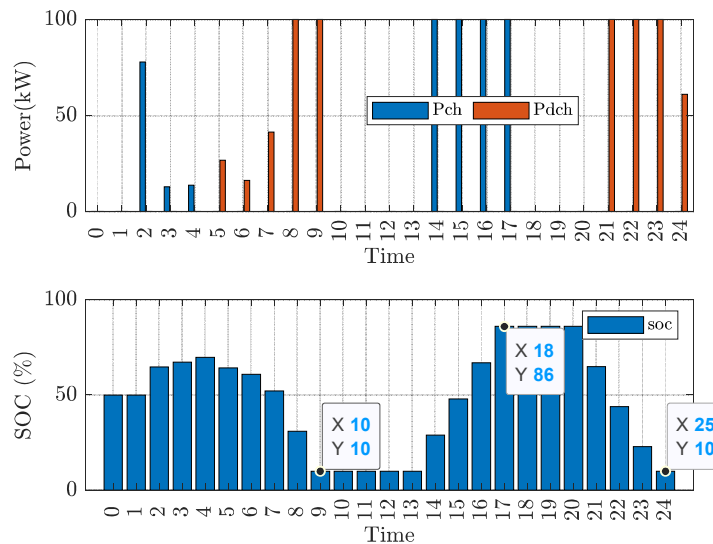 100
50
0
Power(kW)
Pch Pdch
0 1 2 3 4 5 6 7 8 9 10 11 12 13 14 15 16 17 18 19 20 21 22 23 24
Time
100
50
0
SOC (%)
soc
X 18
Y 86
X 10
Y 10
X 25
Y 10
0 1 2 3 4 5 6 7 8 9 10 11 12 13 14 15 16 17 18 19 20 21 22 23 24
Time